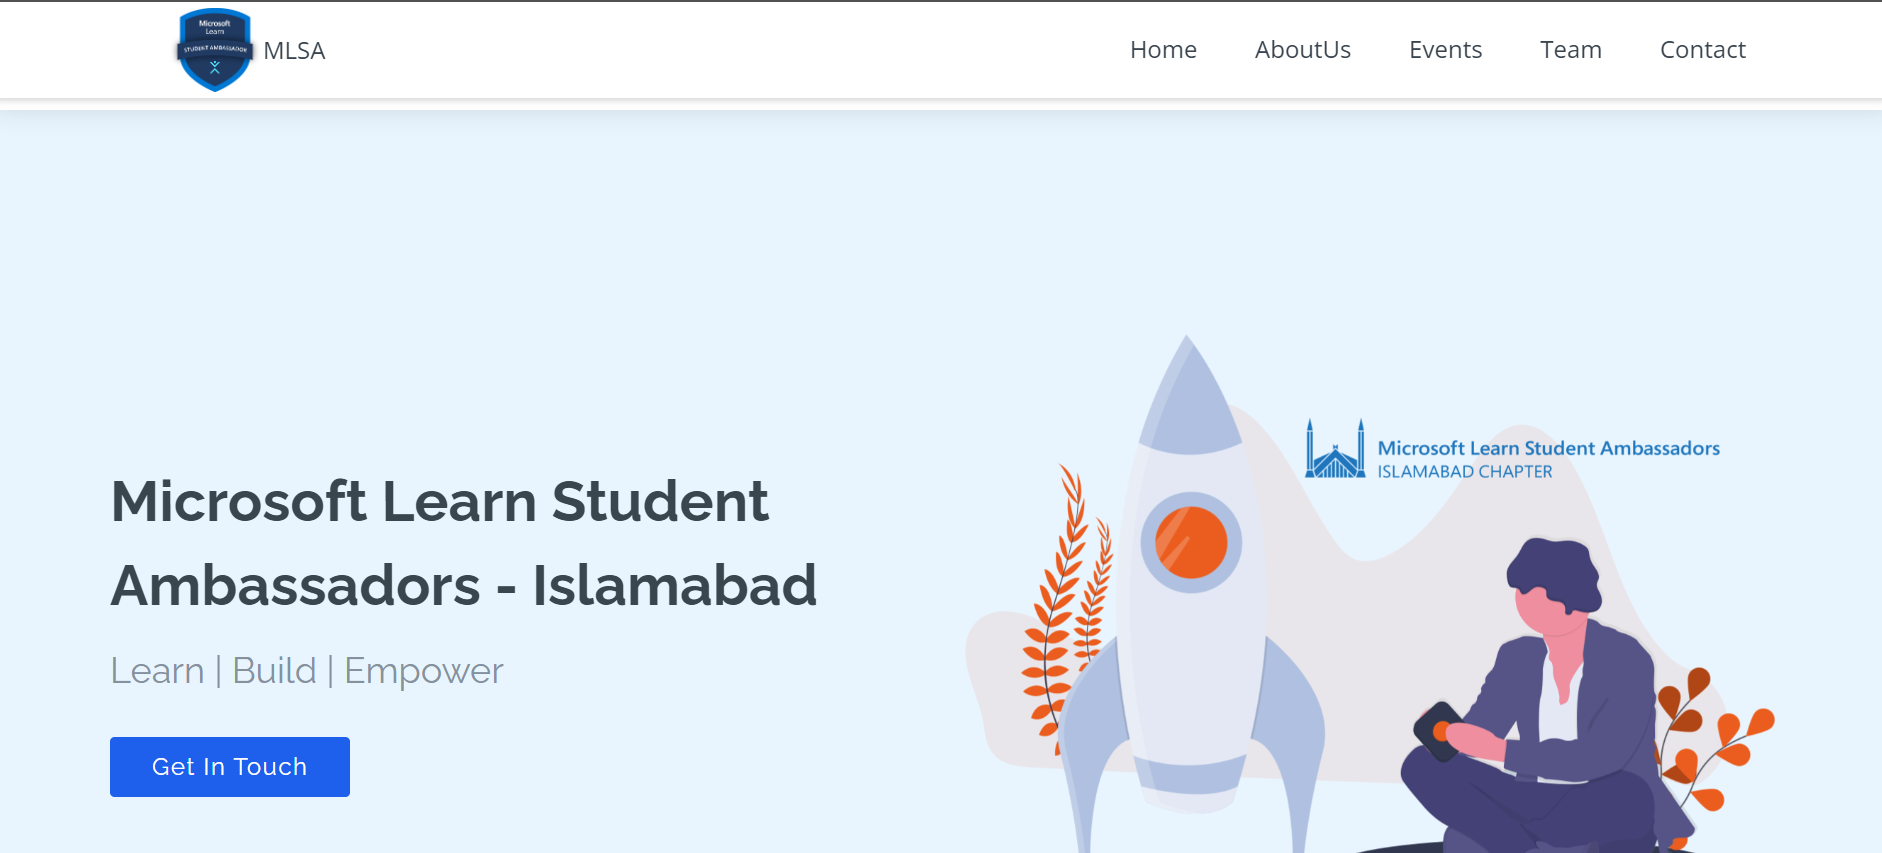 Microsoft
Learn
STUDENT AMBASSADOR
MLSA
Home
AboutUs
Events
Team
Contact
Microsoft Learn Student Ambassadors
ISLAMABAD CHAPTER
Microsoft Learn Student
Ambassadors - Islamabad
Learn | Build | Empower
Get In Touch